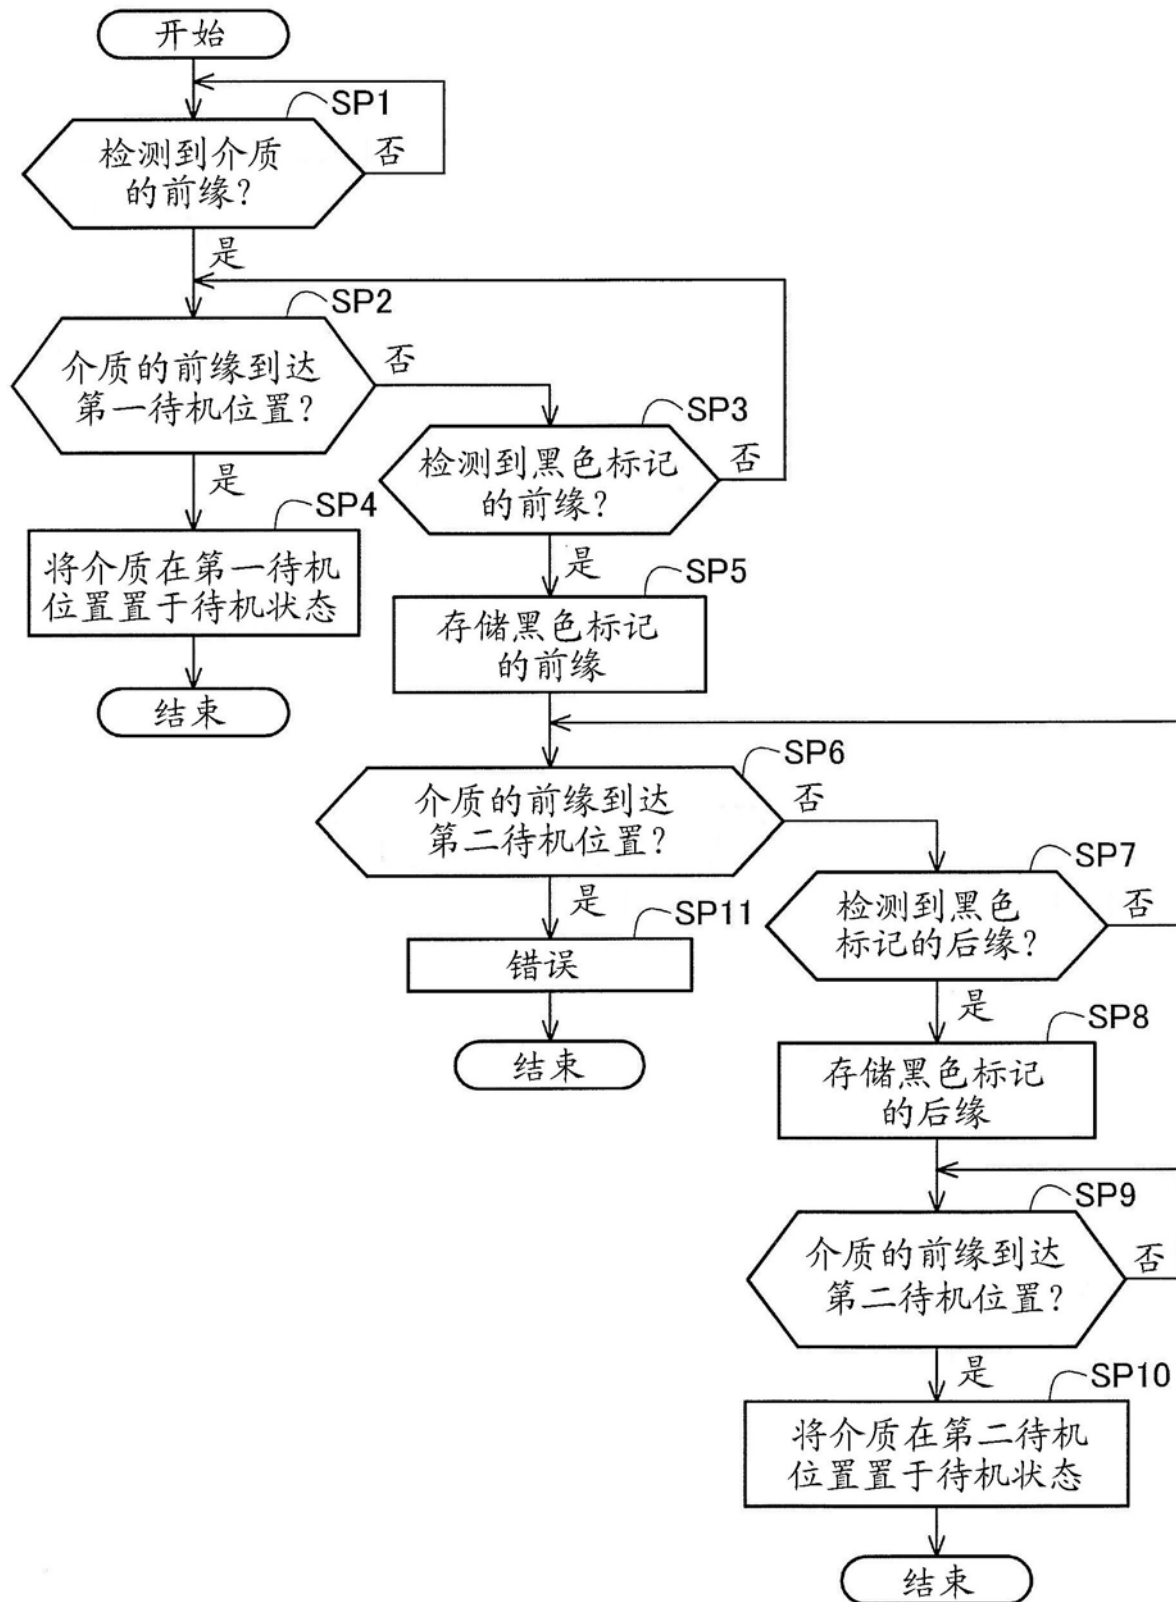 开始
SP1
检测到介质
的前缘?
否
是
SP2
介质的前缘到达
第一待机位置?
否
是
SP3
检测到黑色标记
的前缘?
否
是
SP4
将介质在第一待机
位置置于待机状态
结束
SP5
存储黑色标记
的前缘
SP6
介质的前缘到达
第二待机位置?
否
是
SP7
检测到黑色
标记的后缘?
否
是
SP11
错误
结束
SP8
存储黑色标记
的后缘
SP9
介质的前缘到达
第二待机位置?
否
是
SP10
将介质在第二待机
位置置于待机状态
结束